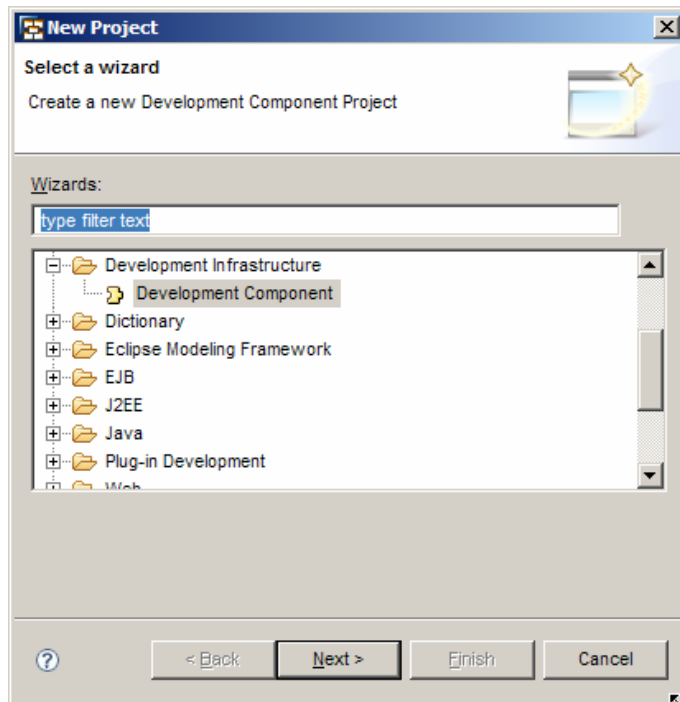 New Project
Select a wizard
Create a new Development Component Project
Wizards:
type filter text
Development Infrastructure
Development Component
Dictionary
Eclipse Modeling Framework
EJB
J2EE
Java
Plug-in Development
Web
< Back Next > Finish Cancel